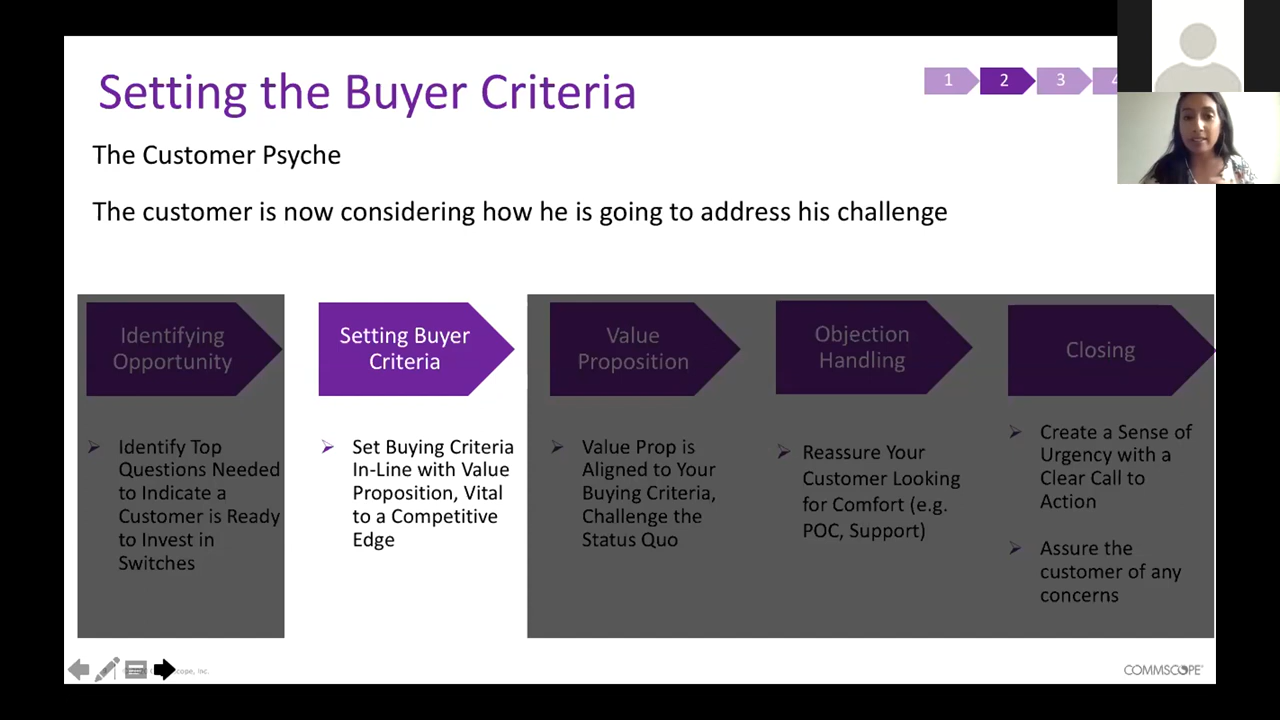 Setting the Buyer Criteria
1 2 3 4
The Customer Psyche
The customer is now considering how he is going to address his challenge
Identifying
Opportunity
Setting Buyer
Criteria
Value
Proposition
Objection
Handling
Closing
➢ Identify Top
Questions Needed
to Indicate a
Customer is Ready
to Invest in
Switches
➢ Set Buying Criteria
In-Line with Value
Proposition, Vital
to a Competitive
Edge
➢ Value Prop is
Aligned to Your
Buying Criteria,
Challenge the
Status Quo
➢ Reassure Your
Customer Looking
for Comfort (e.g.
POC, Support)
➢ Create a Sense of
Urgency with a
Clear Call to
Action
➢ Assure the
customer of any
concerns
COMMSCOPE®